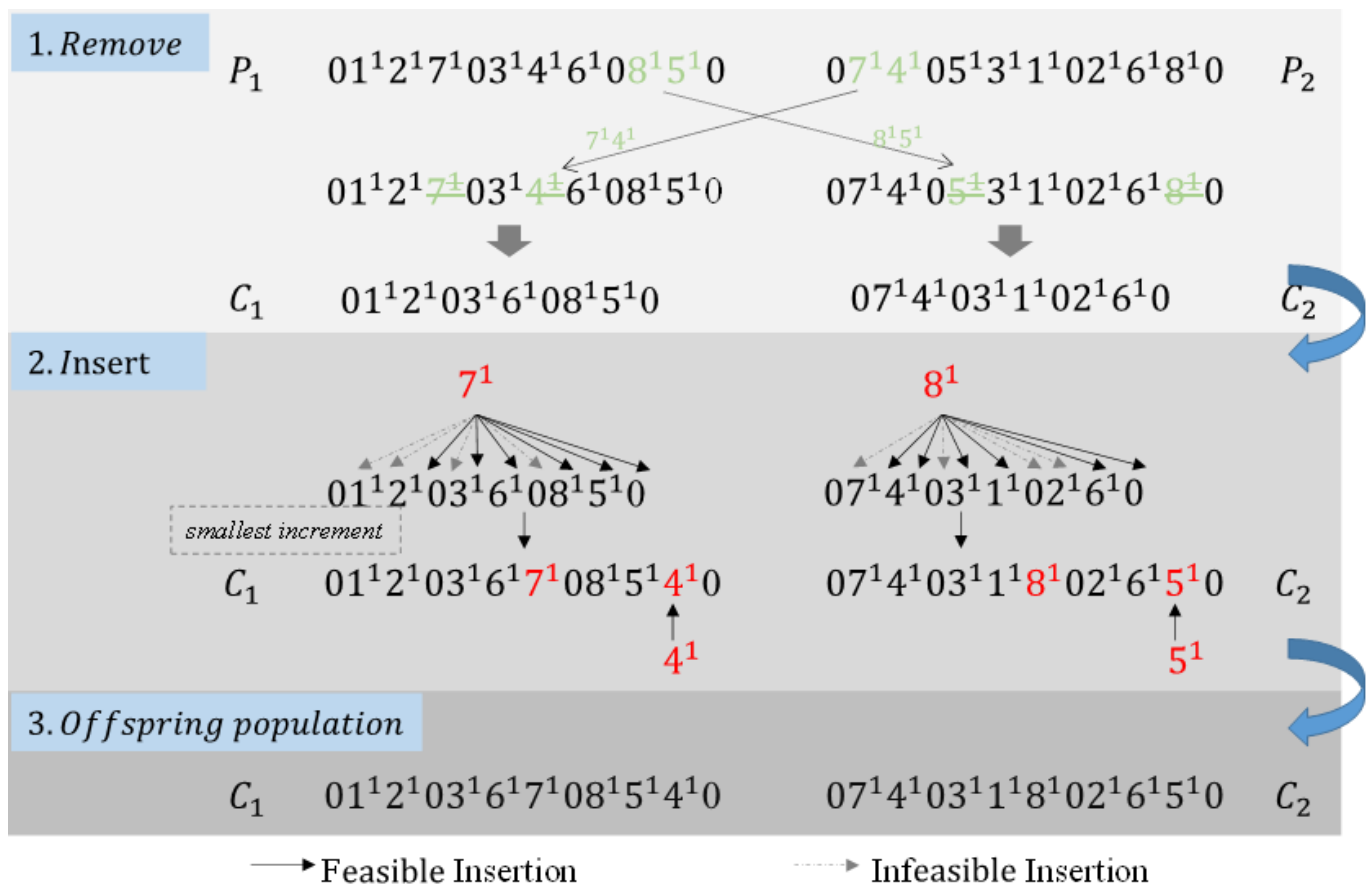 1. Remove
P₁ 01¹2¹7¹03¹4¹6¹08¹5¹0 07¹4¹05¹3¹1¹02¹6¹8¹0 P₂
7¹4¹ 8¹5¹
01¹2¹7¹03¹4¹6¹08¹5¹0 07¹4¹05¹3¹1¹02¹6¹8¹0
C₁ 01¹2¹03¹6¹08¹5¹0 07¹4¹03¹1¹02¹6¹0 C₂
2. Insert
7¹ 8¹
01¹2¹03¹6¹08¹5¹0 07¹4¹03¹1¹02¹6¹0
smallest increment
C₁ 01¹2¹03¹6¹7¹08¹5¹4¹0 07¹4¹03¹1¹8¹02¹6¹5¹0 C₂
4¹ 5¹
3. Offspring population
C₁ 01¹2¹03¹6¹7¹08¹5¹4¹0 07¹4¹03¹1¹8¹02¹6¹5¹0 C₂
Feasible Insertion Infeasible Insertion